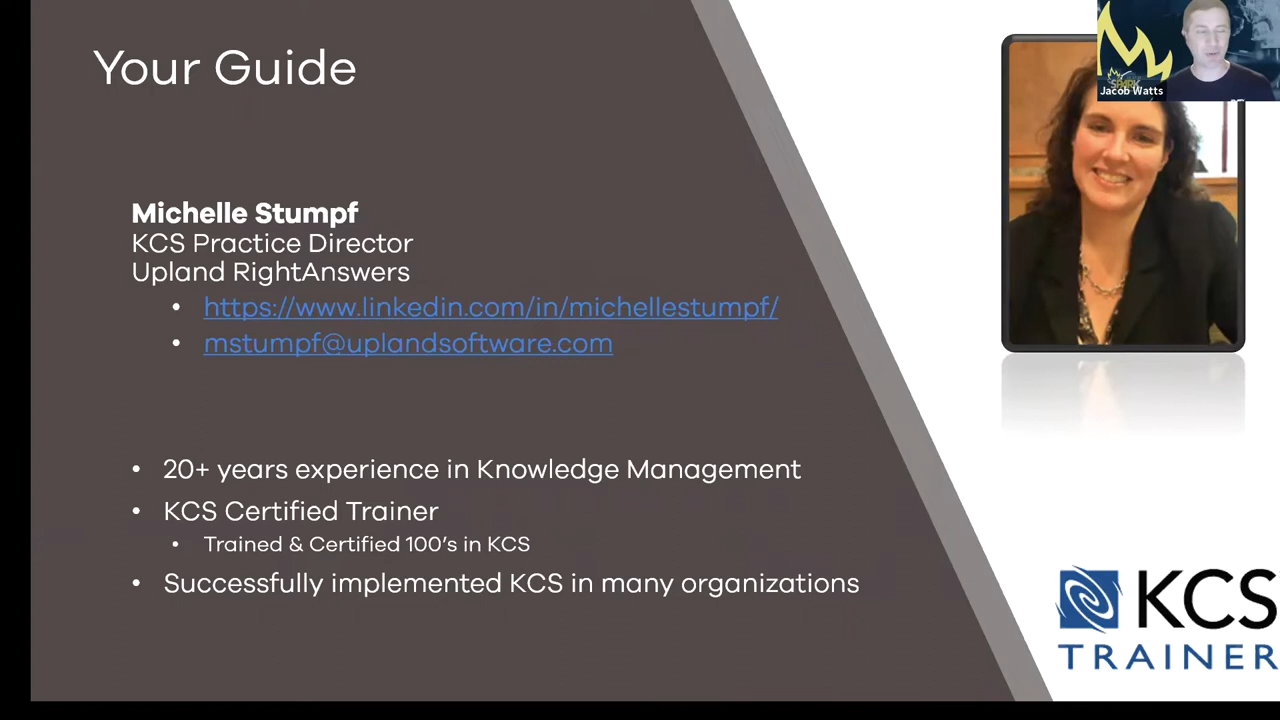 Your Guide
Michelle Stumpf
KCS Practice Director
Upland RightAnswers
• https://www.linkedin.com/in/michellestumpf/
• mstumpf@uplandsoftware.com
• 20+ years experience in Knowledge Management
• KCS Certified Trainer
• Trained & Certified 100's in KCS
• Successfully implemented KCS in many organizations
Jacob Watts
KCS
TRAINER